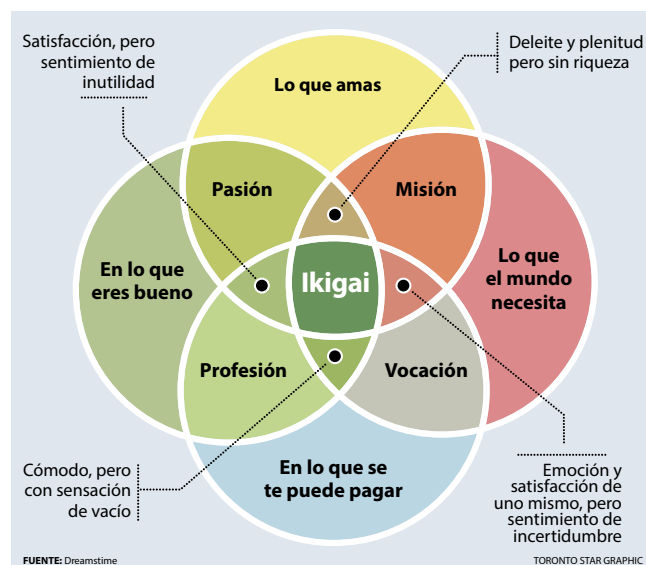 Satisfacción, pero
sentimiento de
inutilidad
Deleite y plenitud
pero sin riqueza
Lo que amas
Pasión
Misión
En lo que
eres bueno
Ikigai
Lo que
el mundo
necesita
Profesión
Vocación
En lo que se
te puede pagar
Cómodo, pero
con sensación
de vacío
Emoción y
satisfacción de
uno mismo, pero
sentimiento de
incertidumbre
FUENTE: Dreamstime
TORONTO STAR GRAPHIC